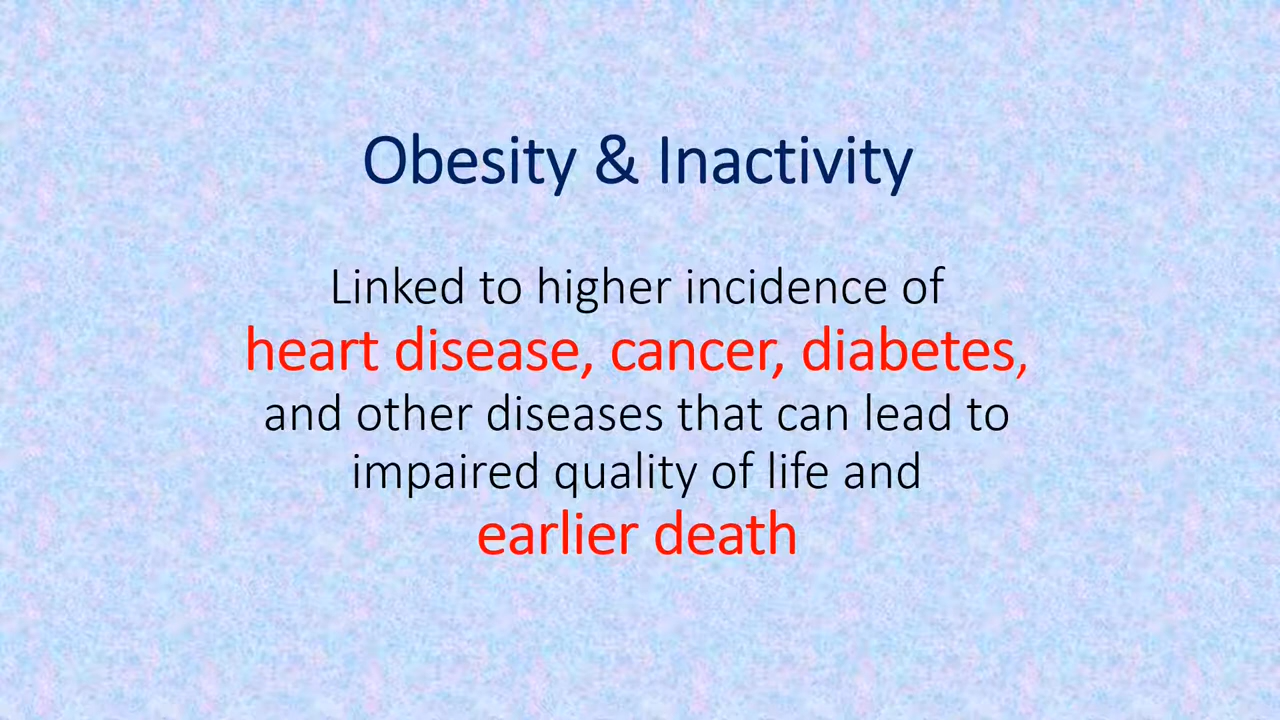 Obesity & Inactivity
Linked to higher incidence of
heart disease, cancer, diabetes,
and other diseases that can lead to
impaired quality of life and
earlier death